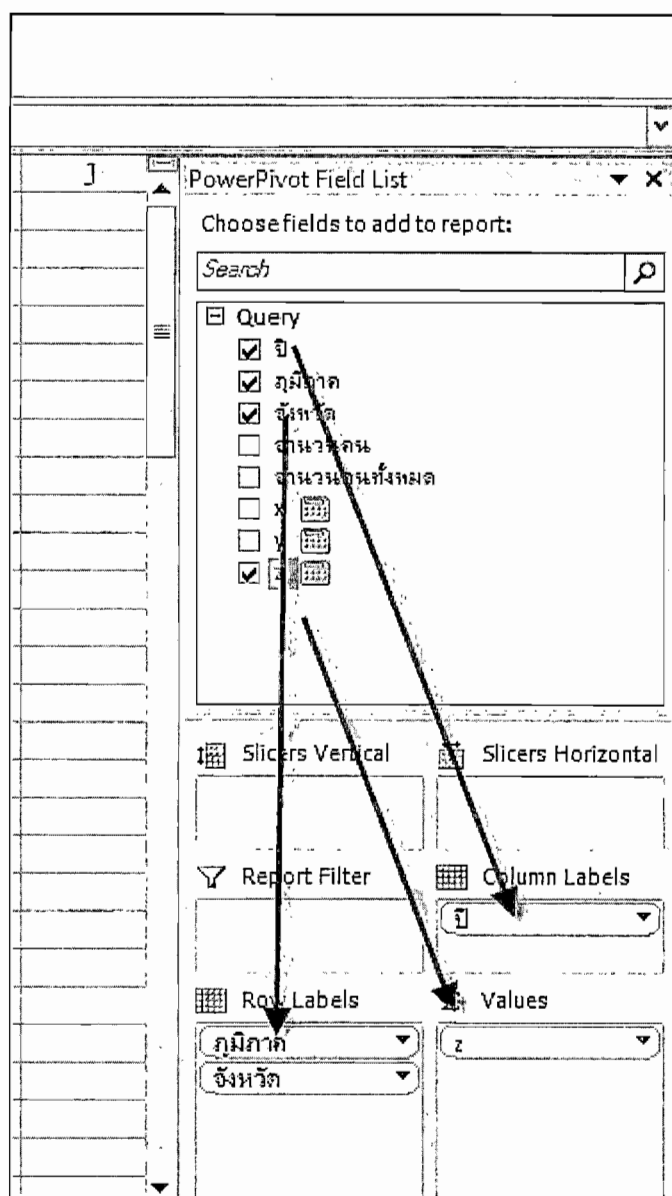 J
PowerPivot Field List
Choose fields to add to report:
Search
Query
ปี
ภูมิภาค
จังหวัด
จำนวนคน
จำนวนคนทั้งหมด
x
y
z
Slicers Vertical
Slicers Horizontal
Report Filter
Column Labels
ปี
Row Labels
Values
ภูมิภาค
z
จังหวัด